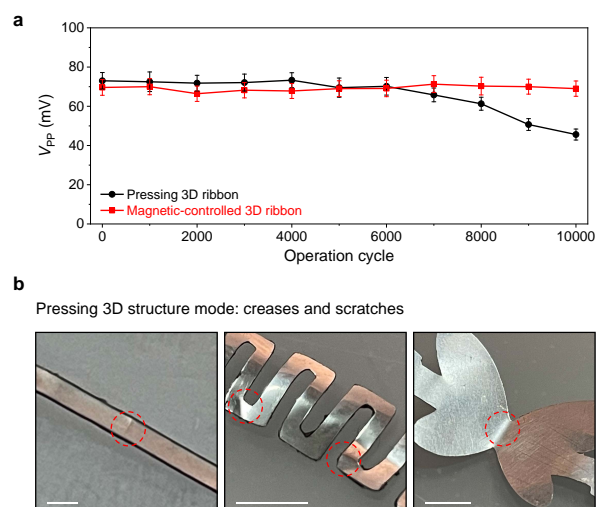 a
100
80
60
40
20
0
V_PP (mV)
Pressing 3D ribbon
Magnetic-controlled 3D ribbon
0 2000 4000 6000 8000 10000
Operation cycle
b
Pressing 3D structure mode: creases and scratches